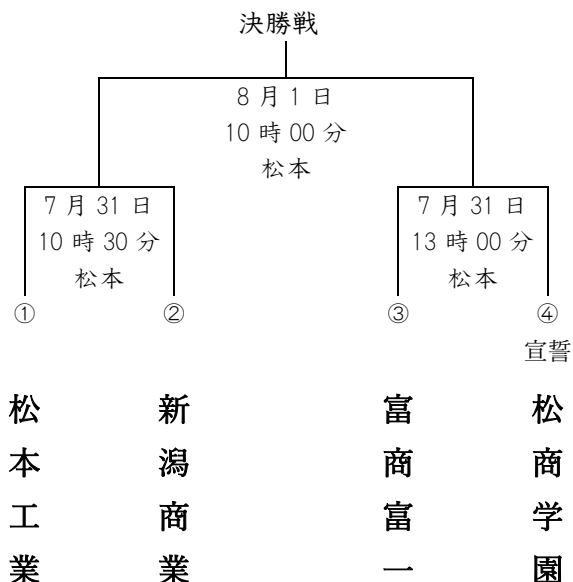 決勝戦
8月1日
10時00分
松本
7月31日
10時30分
松本
7月31日
13時00分
松本
①
②
③
④
宣誓
松本工業
新潟商業
富商富一
松商学園